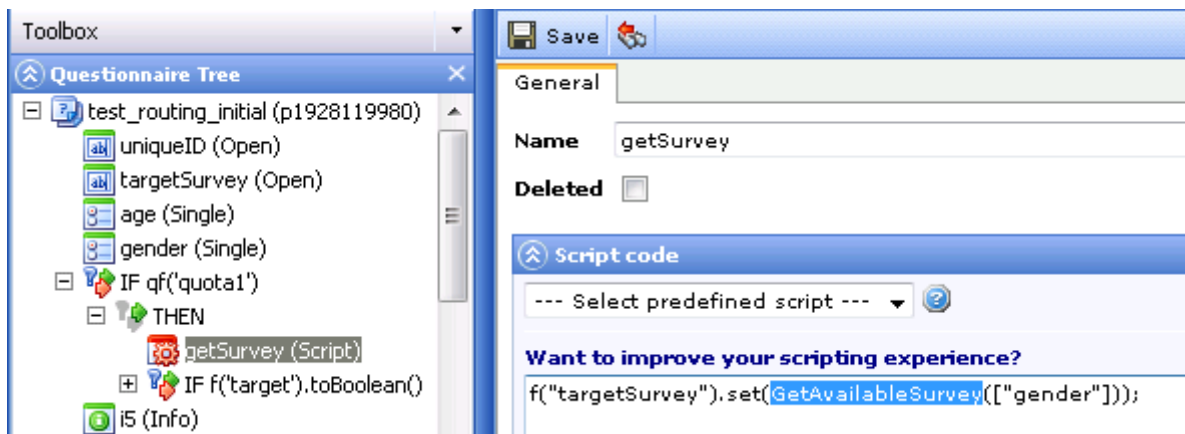 Toolbox
Questionnaire Tree
test_routing_initial (p1928119980)
uniqueID (Open)
targetSurvey (Open)
age (Single)
gender (Single)
IF qf('quota1')
THEN
getSurvey (Script)
IF f('target').toBoolean()
i5 (Info)
Save
General
Name getSurvey
Deleted
Script code
--- Select predefined script ---
Want to improve your scripting experience?
f("targetSurvey").set(GetAvailableSurvey(["gender"]));